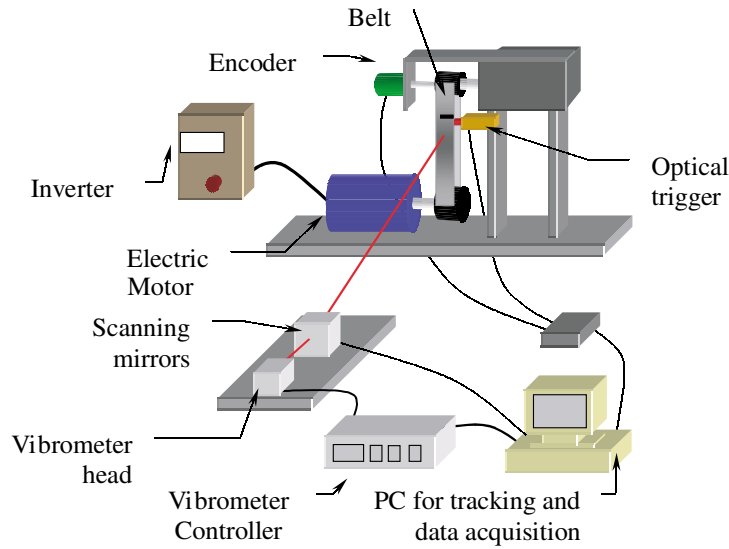 Belt
Encoder
Inverter
Optical
trigger
Electric
Motor
Scanning
mirrors
Vibrometer
head
Vibrometer
Controller
PC for tracking and
data acquisition